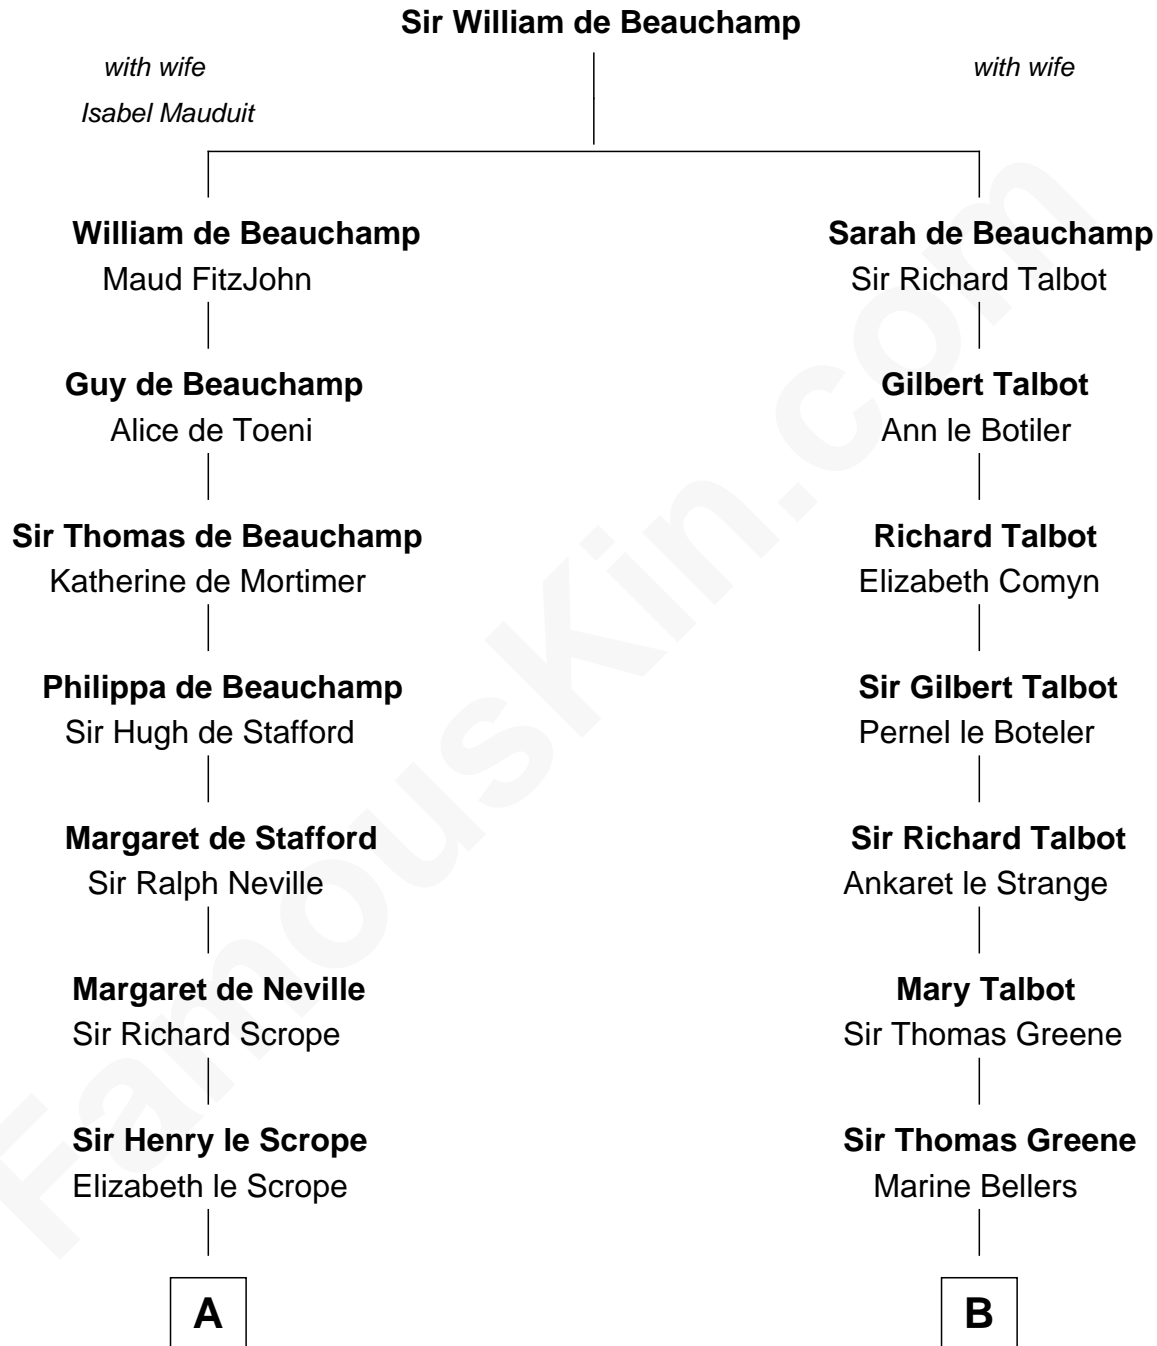 Sir William de Beauchamp
with wife
with wife
Isabel Mauduit
William de Beauchamp
Sarah de Beauchamp
Maud FitzJohn
Sir Richard Talbot
Guy de Beauchamp
Gilbert Talbot
Alice de Toeni
Ann le Botiler
Sir Thomas de Beauchamp
Richard Talbot
Katherine de Mortimer
Elizabeth Comyn
Philippa de Beauchamp
Sir Gilbert Talbot
Sir Hugh de Stafford
Pernel le Boteler
Margaret de Stafford
Sir Richard Talbot
Sir Ralph Neville
Ankaret le Strange
Margaret de Neville
Mary Talbot
Sir Richard Scrope
Sir Thomas Greene
Sir Henry le Scrope
Sir Thomas Greene
Elizabeth le Scrope
Marine Bellers
A
B
FamousKin.com